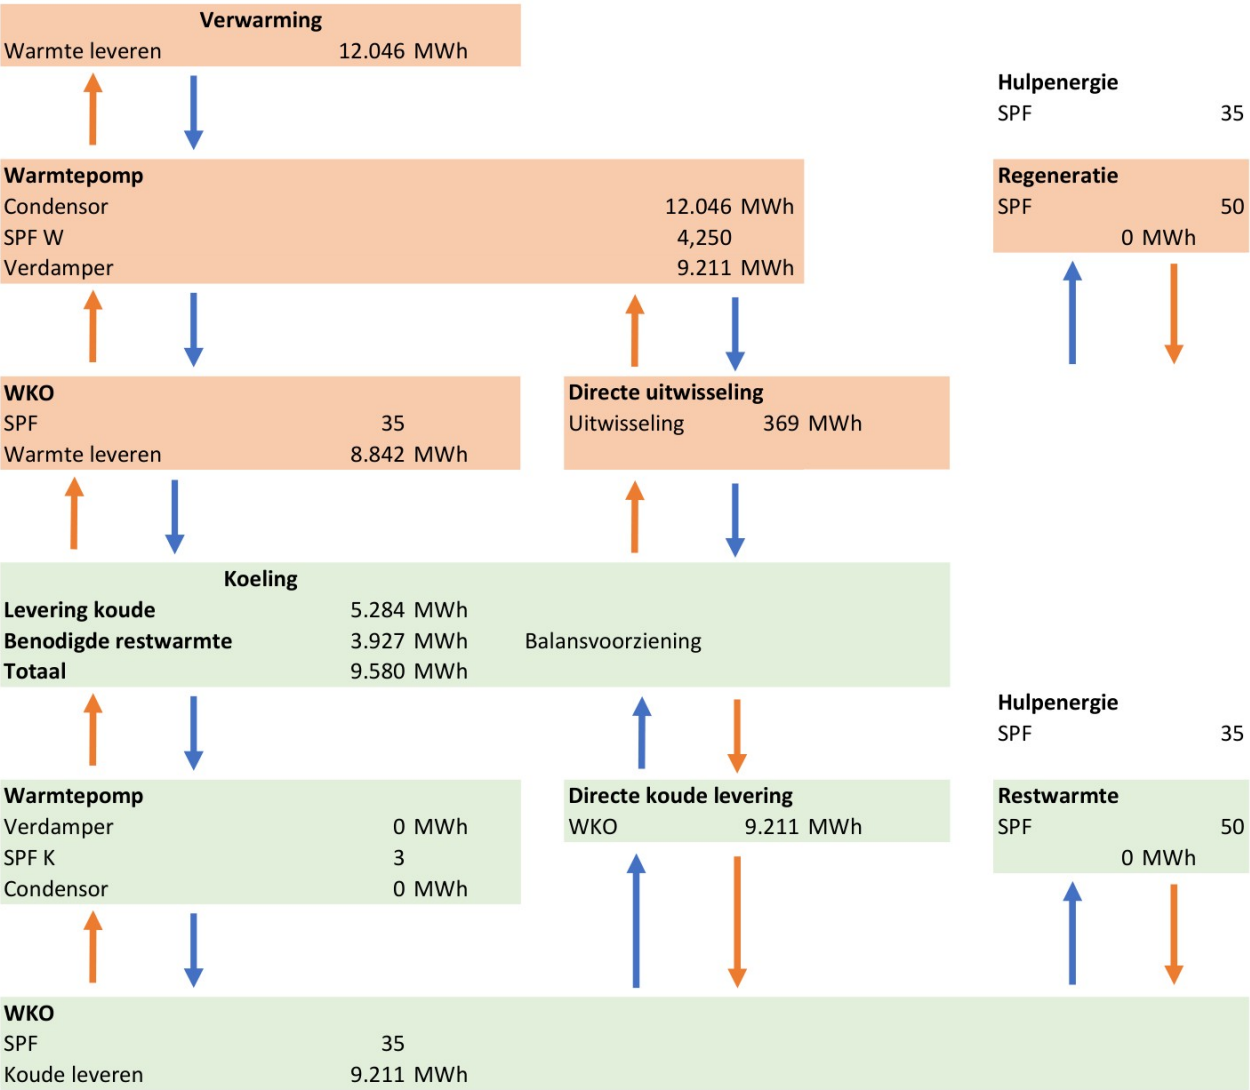 Verwarming
Warmte leveren 12.046 MWh
Hulpenergie
SPF 35
Warmtepomp
Condensor 12.046 MWh
SPF W 4,250
Verdamper 9.211 MWh
Regeneratie
SPF 50
0 MWh
WKO
SPF 35
Warmte leveren 8.842 MWh
Directe uitwisseling
Uitwisseling 369 MWh
Koeling
Levering koude 5.284 MWh
Benodigde restwarmte 3.927 MWh Balansvoorziening
Totaal 9.580 MWh
Hulpenergie
SPF 35
Warmtepomp
Verdamper 0 MWh
SPF K 3
Condensor 0 MWh
Directe koude levering
WKO 9.211 MWh
Restwarmte
SPF 50
0 MWh
WKO
SPF 35
Koude leveren 9.211 MWh